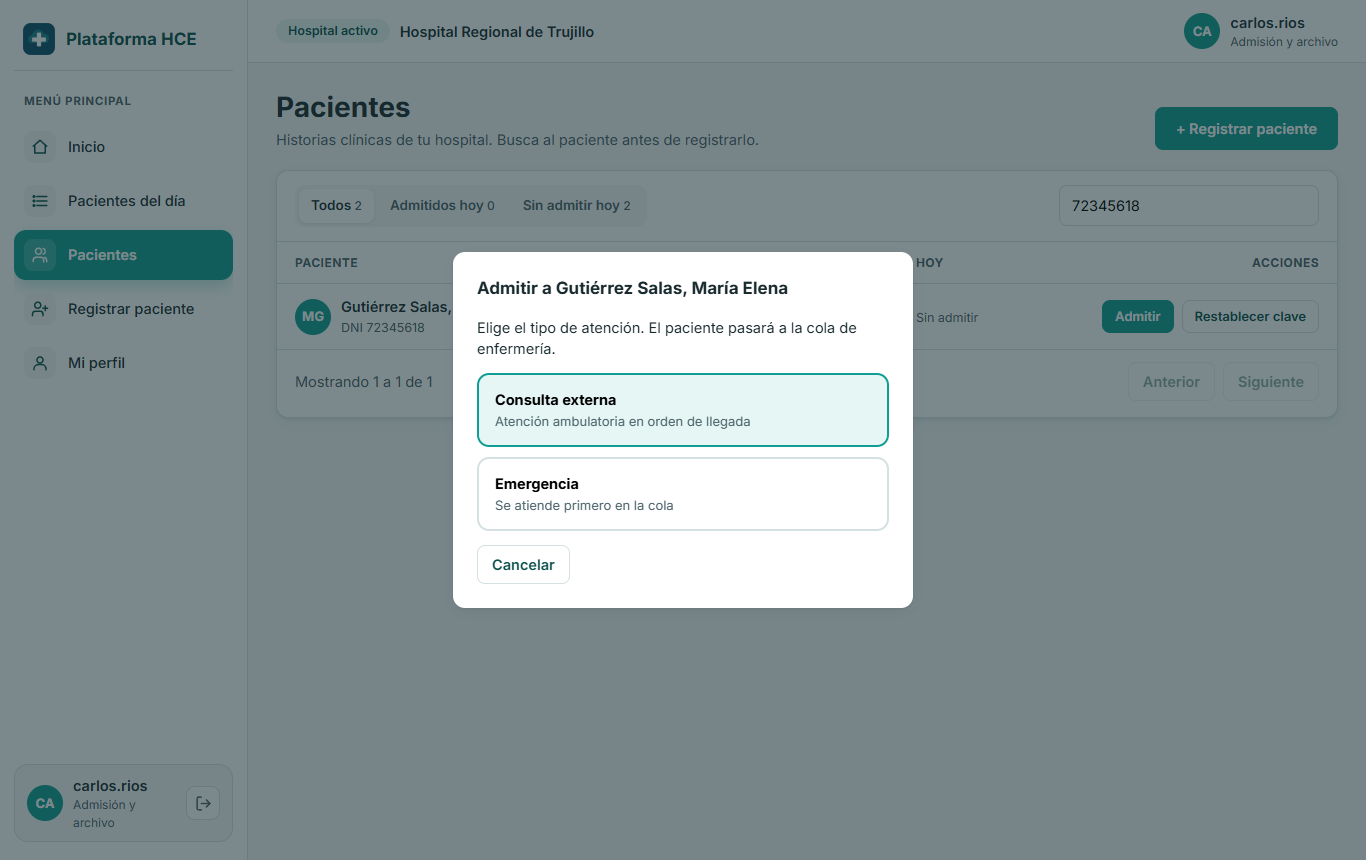 Plataforma HCE
Hospital activo Hospital Regional de Trujillo
CA carlos.rios
Admisión y archivo
MENÚ PRINCIPAL
Inicio
Pacientes del día
Pacientes
Registrar paciente
Mi perfil
Pacientes
Historias clínicas de tu hospital. Busca al paciente antes de registrarlo.
+ Registrar paciente
Todos 2 Admitidos hoy 0 Sin admitir hoy 2
72345618
PACIENTE HOY ACCIONES
MG Gutiérrez Salas,
DNI 72345618
Sin admitir
Admitir Restablecer clave
Mostrando 1 a 1 de 1
Anterior Siguiente
Admitir a Gutiérrez Salas, María Elena
Elige el tipo de atención. El paciente pasará a la cola de
enfermería.
Consulta externa
Atención ambulatoria en orden de llegada
Emergencia
Se atiende primero en la cola
Cancelar
CA carlos.rios
Admisión y
archivo